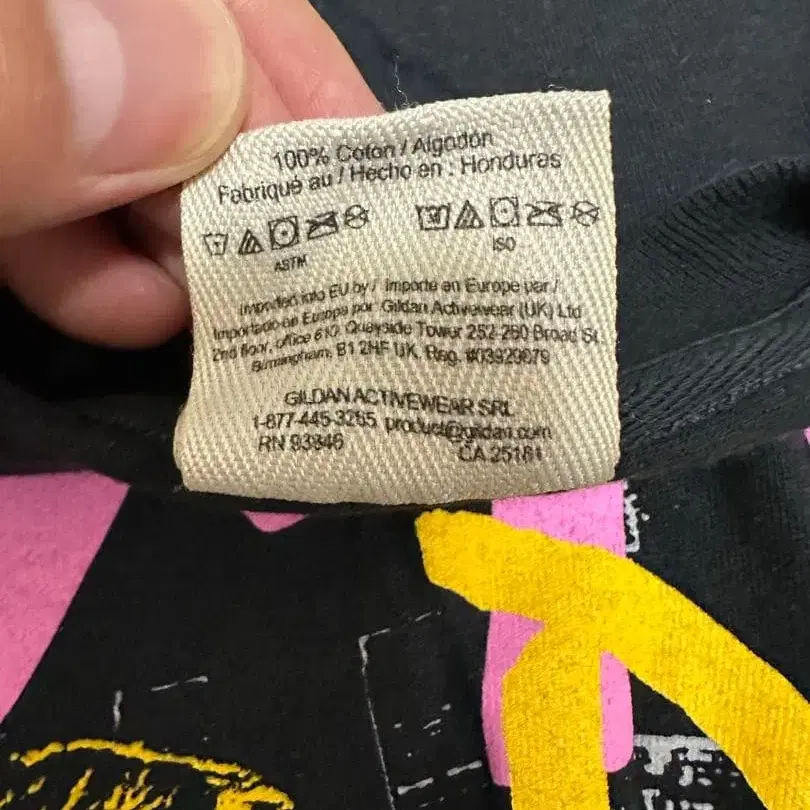 100% Coton / Algodón
Fabriqué au / Hecho en : Honduras
ASTM
ISO
Imported into EU by / Importé en Europe par /
Importado en Europa por Gildan Activewear (UK) Ltd
2nd floor, office 610 Quayside Tower 252-260 Broad St.
Birmingham, B1 2HF UK, Reg. #03929079
GILDAN ACTIVEWEAR SRL
1-877-445-3265 product@gildan.com
RN 93846
CA 25181